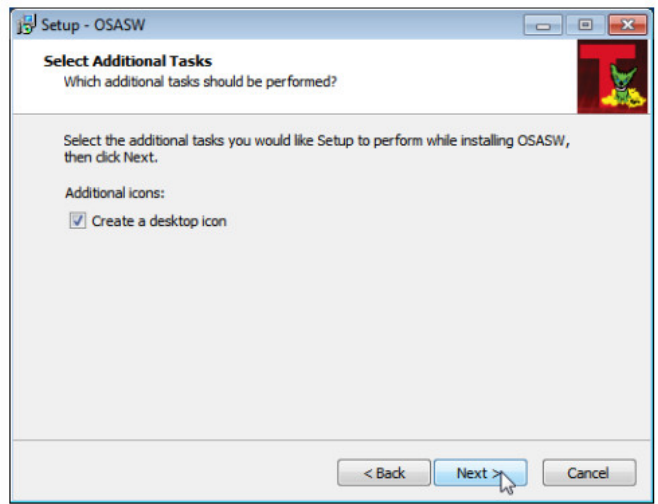 Setup - OSASW
Select Additional Tasks
Which additional tasks should be performed?
T
Select the additional tasks you would like Setup to perform while installing OSASW,
then click Next.
Additional icons:
Create a desktop icon
< Back
Next >
Cancel